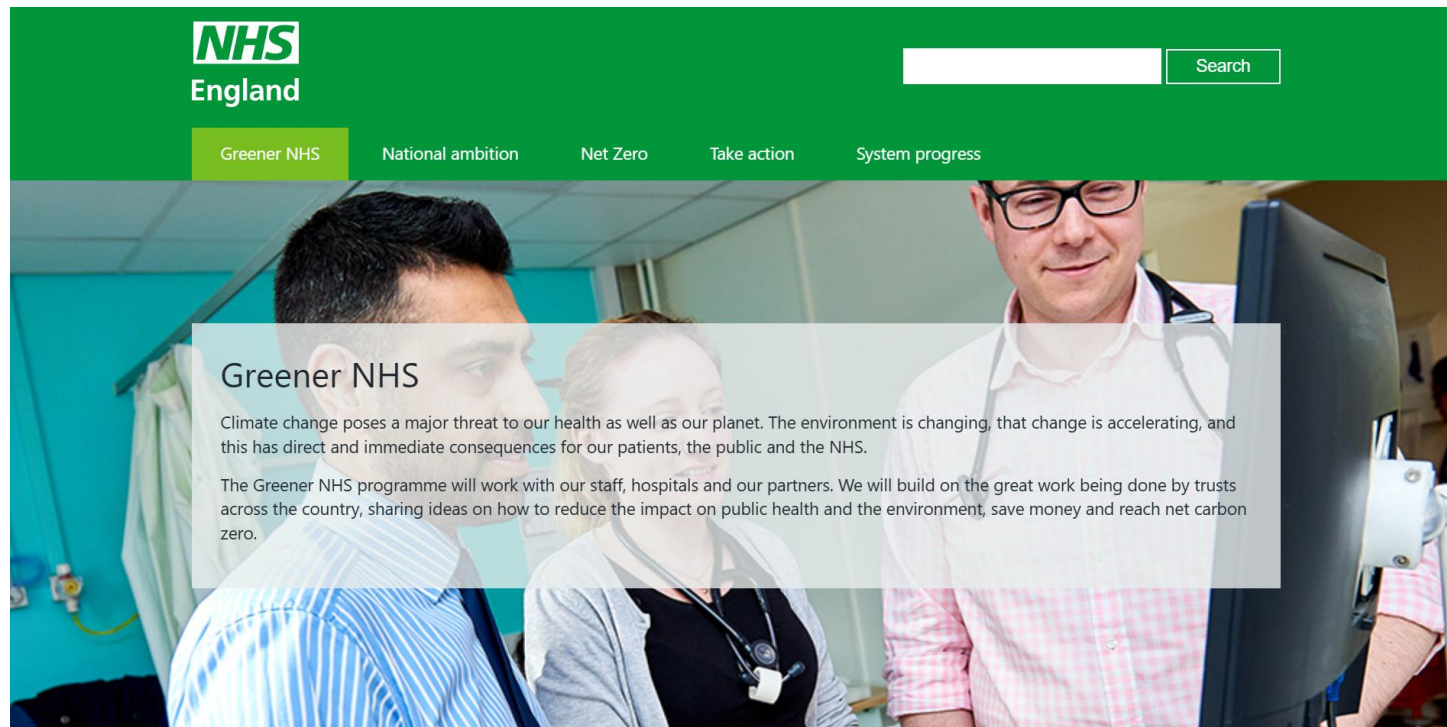 NHS
England
Search
Greener NHS
National ambition
Net Zero
Take action
System progress
Greener NHS
Climate change poses a major threat to our health as well as our planet. The environment is changing, that change is accelerating, and
this has direct and immediate consequences for our patients, the public and the NHS.
The Greener NHS programme will work with our staff, hospitals and our partners. We will build on the great work being done by trusts
across the country, sharing ideas on how to reduce the impact on public health and the environment, save money and reach net carbon
zero.